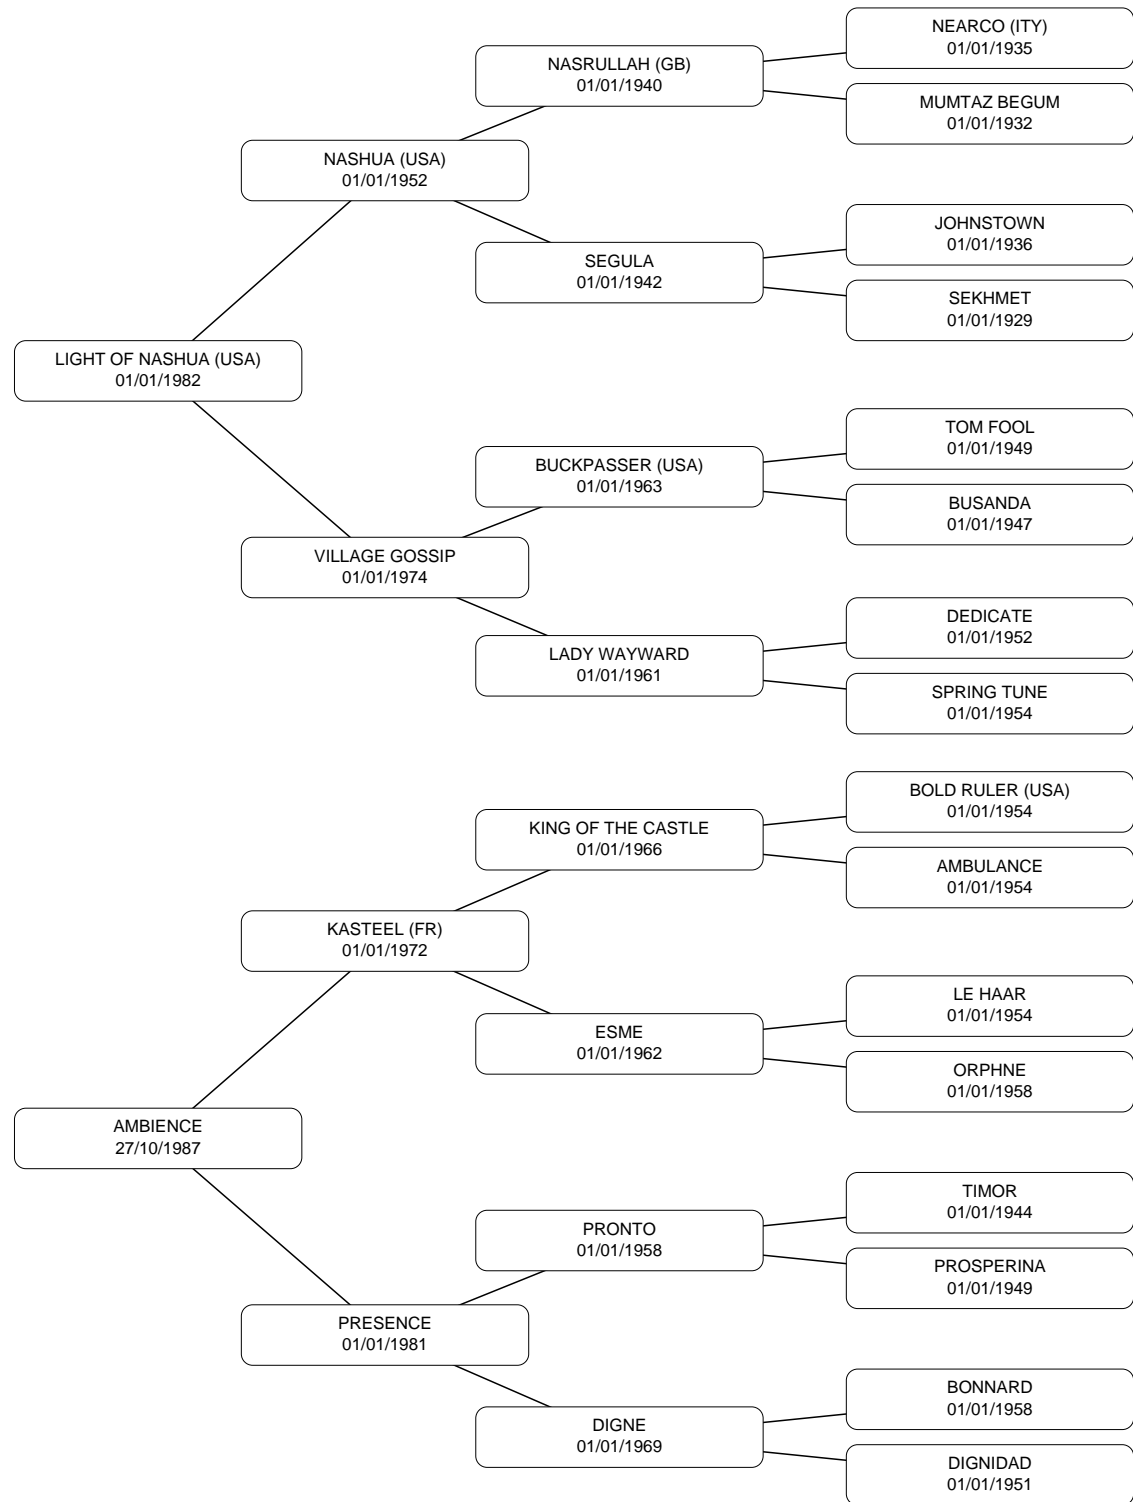 NEARCO (ITY)
01/01/1935
NASRULLAH (GB)
01/01/1940
MUMTAZ BEGUM
01/01/1932
NASHUA (USA)
01/01/1952
JOHNSTOWN
01/01/1936
SEGULA
01/01/1942
SEKHMET
01/01/1929
LIGHT OF NASHUA (USA)
01/01/1982
TOM FOOL
01/01/1949
BUCKPASSER (USA)
01/01/1963
BUSANDA
01/01/1947
VILLAGE GOSSIP
01/01/1974
DEDICATE
01/01/1952
LADY WAYWARD
01/01/1961
SPRING TUNE
01/01/1954
BOLD RULER (USA)
01/01/1954
KING OF THE CASTLE
01/01/1966
AMBULANCE
01/01/1954
KASTEEL (FR)
01/01/1972
LE HAAR
01/01/1954
ESME
01/01/1962
ORPHNE
01/01/1958
AMBIENCE
27/10/1987
TIMOR
01/01/1944
PRONTO
01/01/1958
PROSPERINA
01/01/1949
PRESENCE
01/01/1981
BONNARD
01/01/1958
DIGNE
01/01/1969
DIGNIDAD
01/01/1951